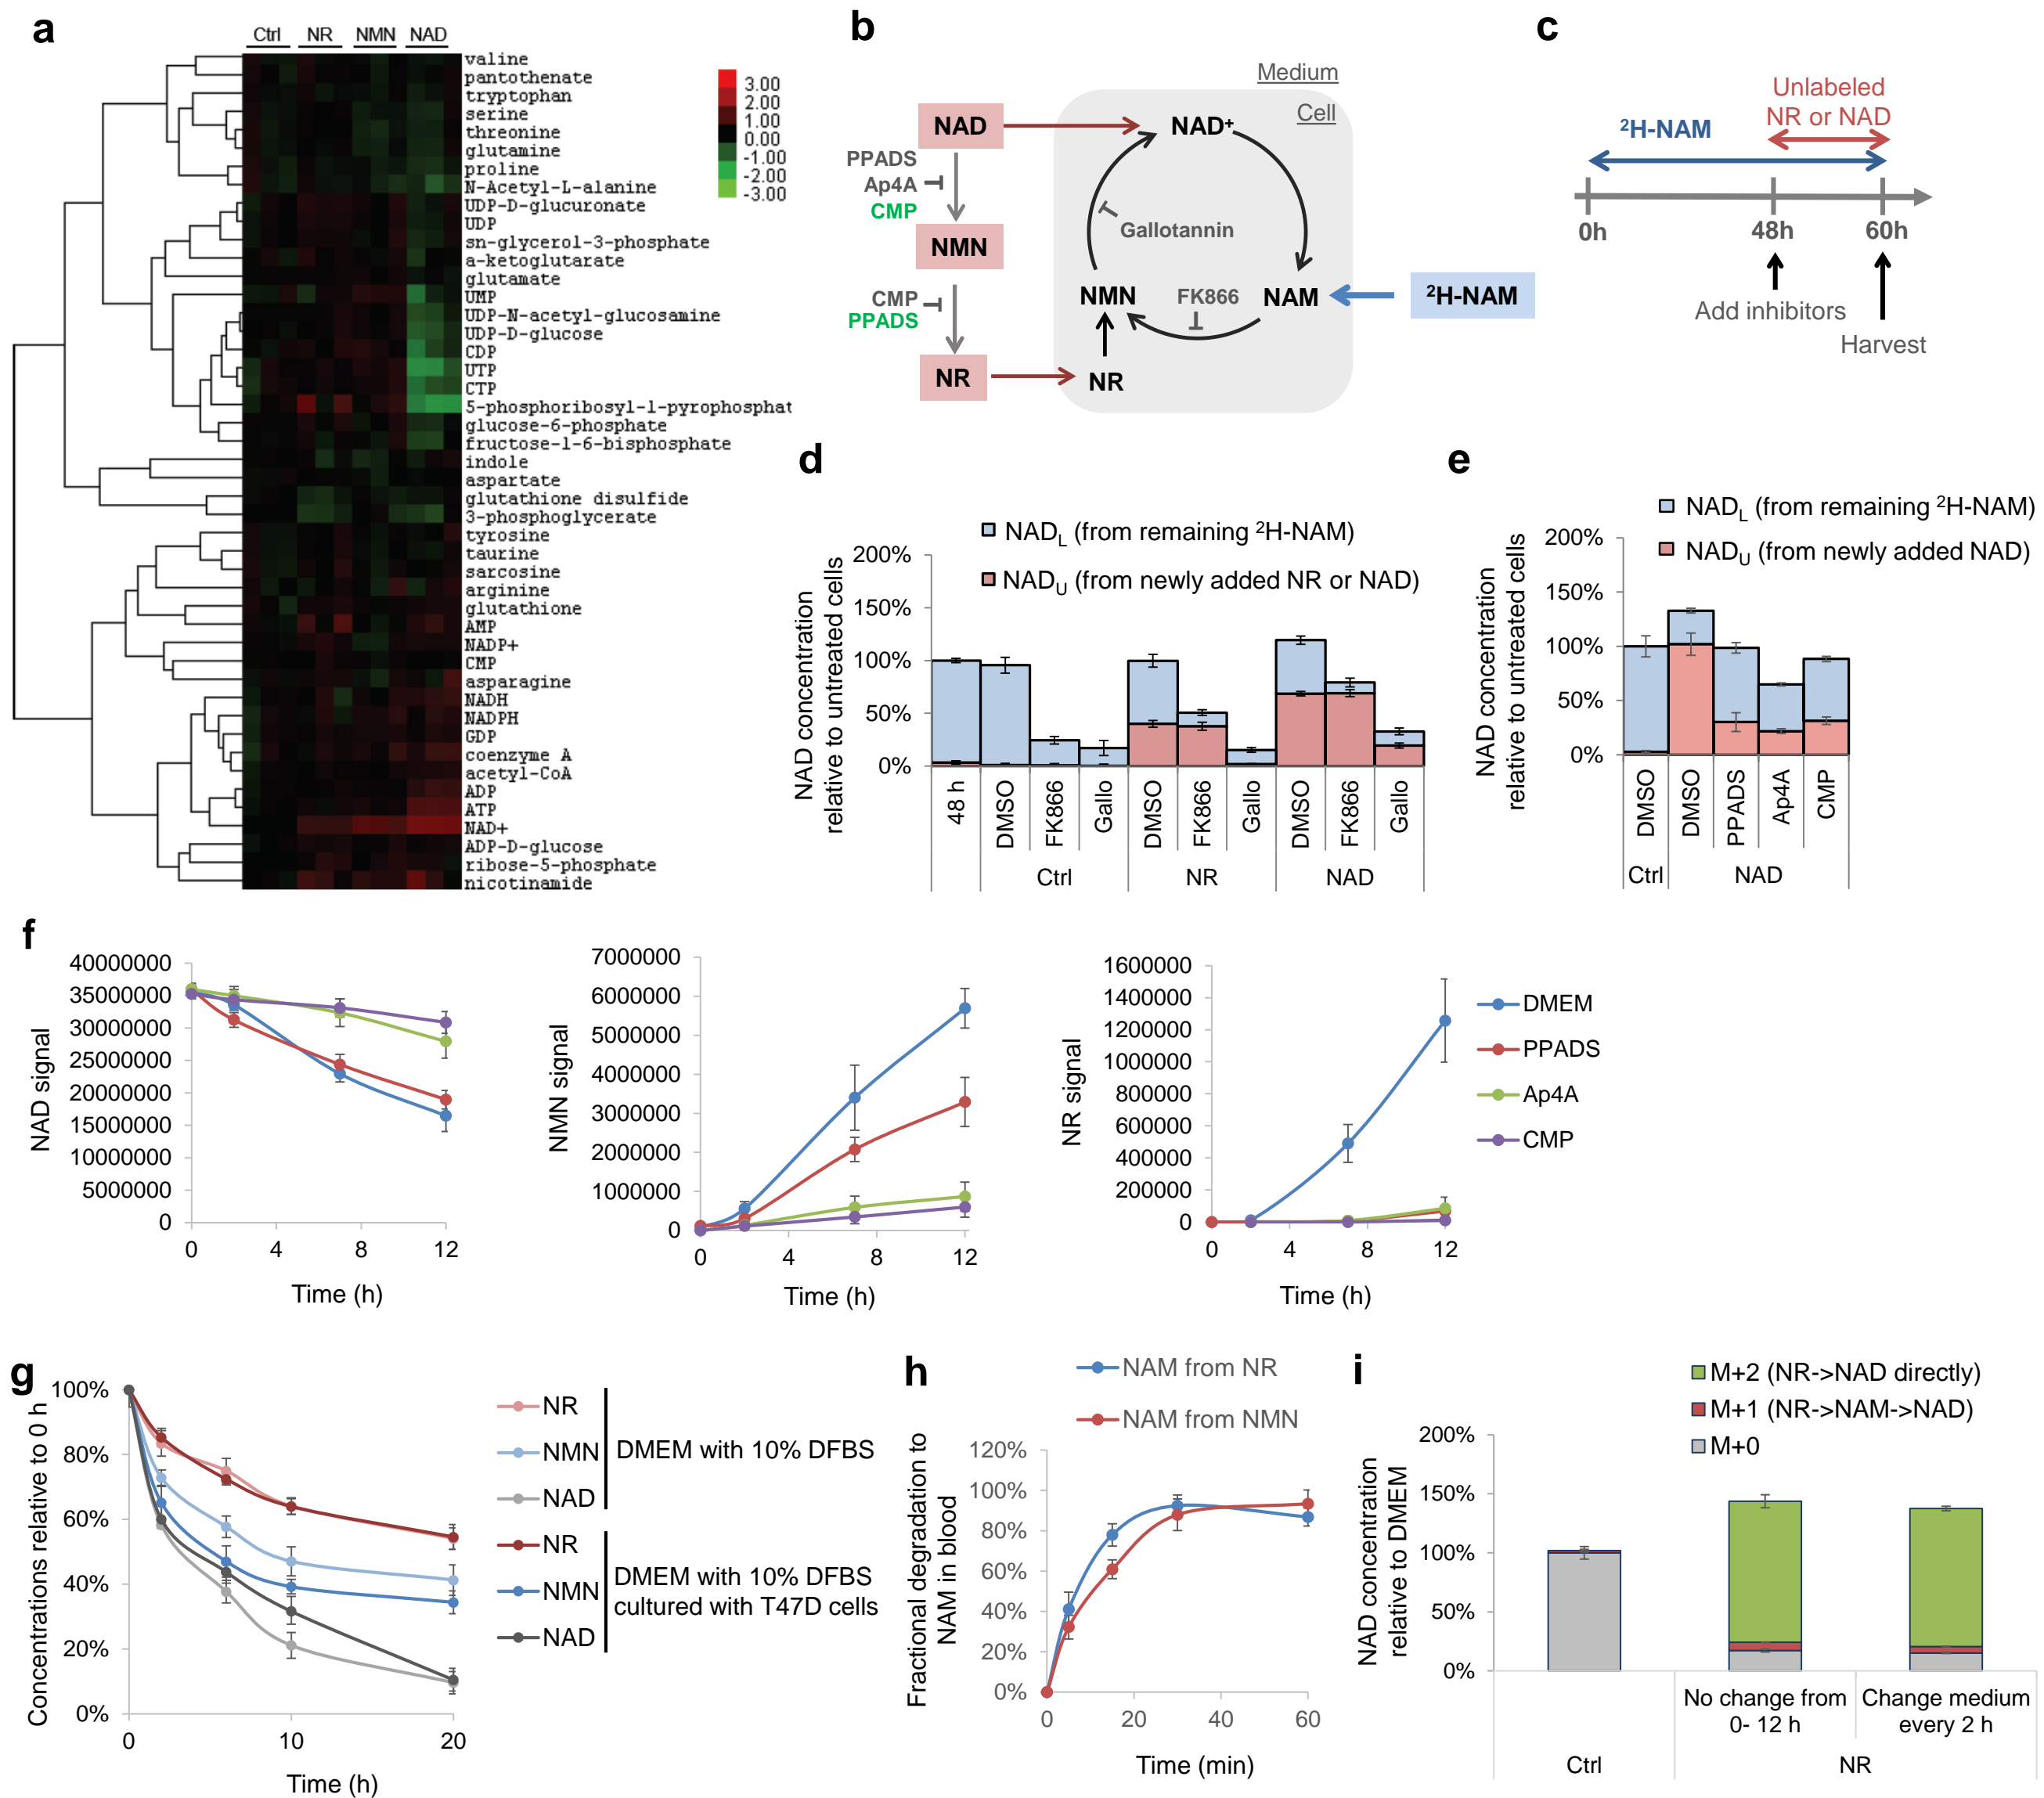 a
Ctrl NR NMN NAD
valine
pantothenate
tryptophan
serine
threonine
glutamine
proline
N-Acetyl-L-alanine
UDP-D-glucuronate
UDP
sn-glycerol-3-phosphate
a-ketoglutarate
glutamate
UMP
UDP-N-acetyl-glucosamine
UDP-D-glucose
CDP
UTP
CTP
5-phosphoribosyl-1-pyrophosphat
glucose-6-phosphate
fructose-1-6-bisphosphate
indole
aspartate
glutathione disulfide
3-phosphoglycerate
tyrosine
taurine
sarcosine
arginine
glutathione
AMP
NADP+
CMP
asparagine
NADH
NADPH
GDP
coenzyme A
acetyl-CoA
ADP
ATP
NAD+
ADP-D-glucose
ribose-5-phosphate
nicotinamide
3.00
2.00
1.00
0.00
-1.00
-2.00
-3.00
b
Medium
Cell
NAD
NAD+
PPADS
Ap4A
CMP
NMN
Gallotannin
CMP
PPADS
NMN
FK866
NAM
²H-NAM
NR
NR
c
Unlabeled
NR or NAD
²H-NAM
0h 48h 60h
Add inhibitors
Harvest
d
NAD concentration
relative to untreated cells
NADL (from remaining ²H-NAM)
NADU (from newly added NR or NAD)
200%
150%
100%
50%
0%
48 h DMSO FK866 Gallo DMSO FK866 Gallo DMSO FK866 Gallo
Ctrl NR NAD
e
NAD concentration
relative to untreated cells
NADL (from remaining ²H-NAM)
NADU (from newly added NAD)
200%
150%
100%
50%
0%
DMSO DMSO PPADS Ap4A CMP
Ctrl NAD
f
NAD signal
40000000
35000000
30000000
25000000
20000000
15000000
10000000
5000000
0
0 4 8 12
Time (h)
NMN signal
7000000
6000000
5000000
4000000
3000000
2000000
1000000
0
0 4 8 12
Time (h)
NR signal
1600000
1400000
1200000
1000000
800000
600000
400000
200000
0
0 4 8 12
Time (h)
DMEM
PPADS
Ap4A
CMP
g
Concentrations relative to 0 h
100%
80%
60%
40%
20%
0%
0 10 20
Time (h)
NR
NMN
NAD
DMEM with 10% DFBS
NR
NMN
NAD
DMEM with 10% DFBS
cultured with T47D cells
h
NAM from NR
NAM from NMN
Fractional degradation to
NAM in blood
120%
100%
80%
60%
40%
20%
0%
0 20 40 60
Time (min)
i
M+2 (NR->NAD directly)
M+1 (NR->NAM->NAD)
M+0
NAD concentration
relative to DMEM
200%
150%
100%
50%
0%
No change from
0- 12 h
Change medium
every 2 h
Ctrl NR